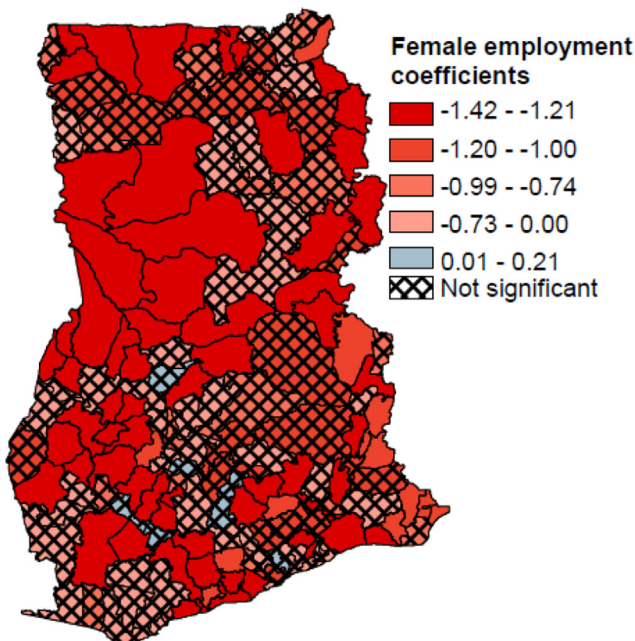 Female employment
coefficients
-1.42 - -1.21
-1.20 - -1.00
-0.99 - -0.74
-0.73 - 0.00
0.01 - 0.21
Not significant